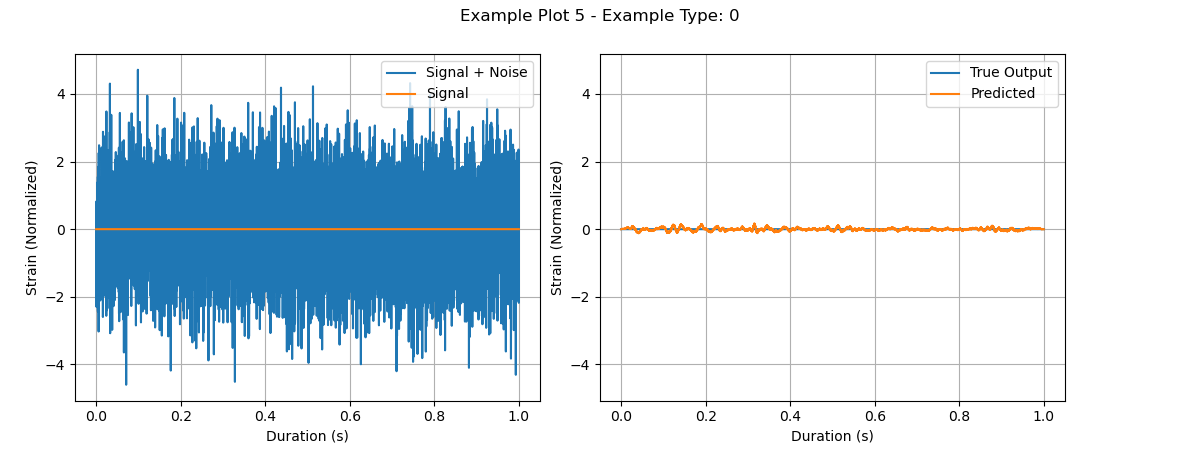 Example Plot 5 - Example Type: 0
Signal + Noise
Signal
4
2
0
−2
−4
Strain (Normalized)
0.0 0.2 0.4 0.6 0.8 1.0
Duration (s)
True Output
Predicted
4
2
0
−2
−4
Strain (Normalized)
0.0 0.2 0.4 0.6 0.8 1.0
Duration (s)